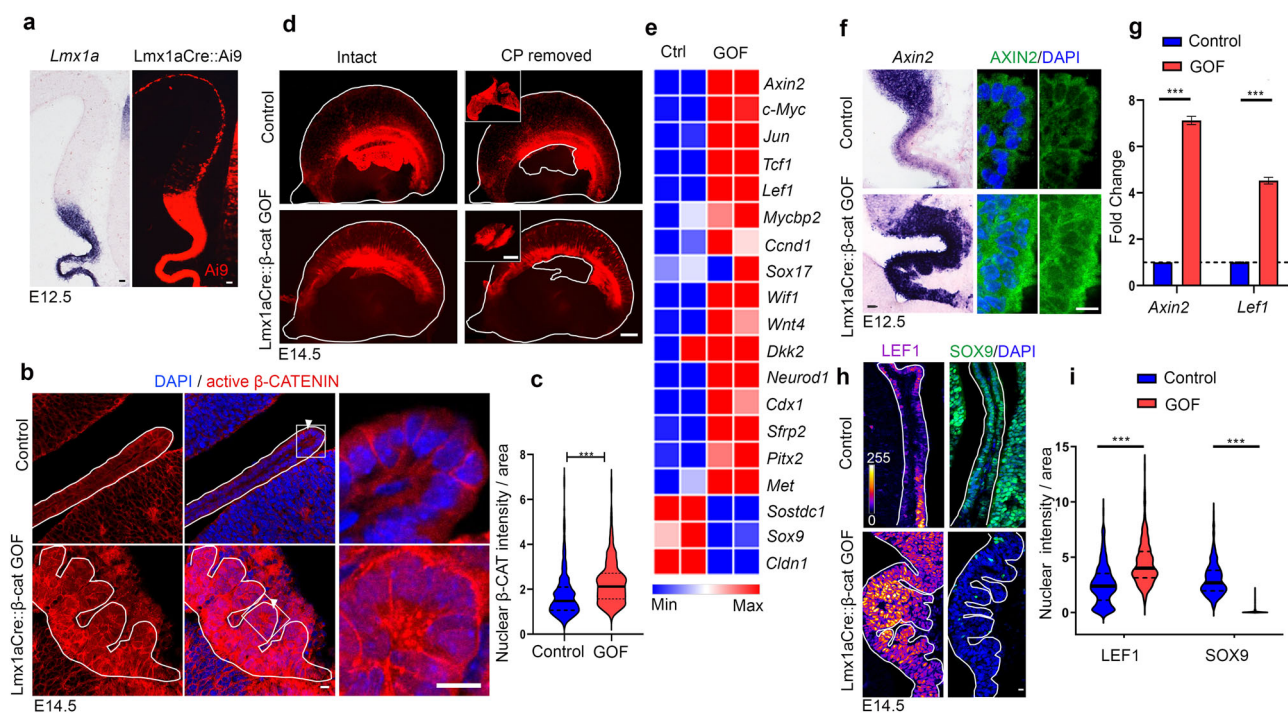 a
Lmx1a
Lmx1aCre::Ai9
Ai9
E12.5
d
Intact
CP removed
Control
Lmx1aCre::β-cat GOF
E14.5
e
Ctrl
GOF
Axin2
c-Myc
Jun
Tcf1
Lef1
Mycbp2
Ccnd1
Sox17
Wif1
Wnt4
Dkk2
Neurod1
Cdx1
Sfrp2
Pitx2
Met
Sostdc1
Sox9
Cldn1
Min
Max
f
Axin2
AXIN2/DAPI
Control
Lmx1aCre::β-cat GOF
E12.5
g
Control
GOF
***
***
Fold Change
8
6
4
2
0
Axin2
Lef1
b
DAPI / active β-CATENIN
Control
Lmx1aCre::β-cat GOF
E14.5
c
***
Nuclear β-CAT intensity / area
8
6
4
2
0
Control
GOF
h
LEF1
SOX9/DAPI
255
0
Control
Lmx1aCre::β-cat GOF
E14.5
i
Control
GOF
***
***
Nuclear intensity / area
15
10
5
0
LEF1
SOX9